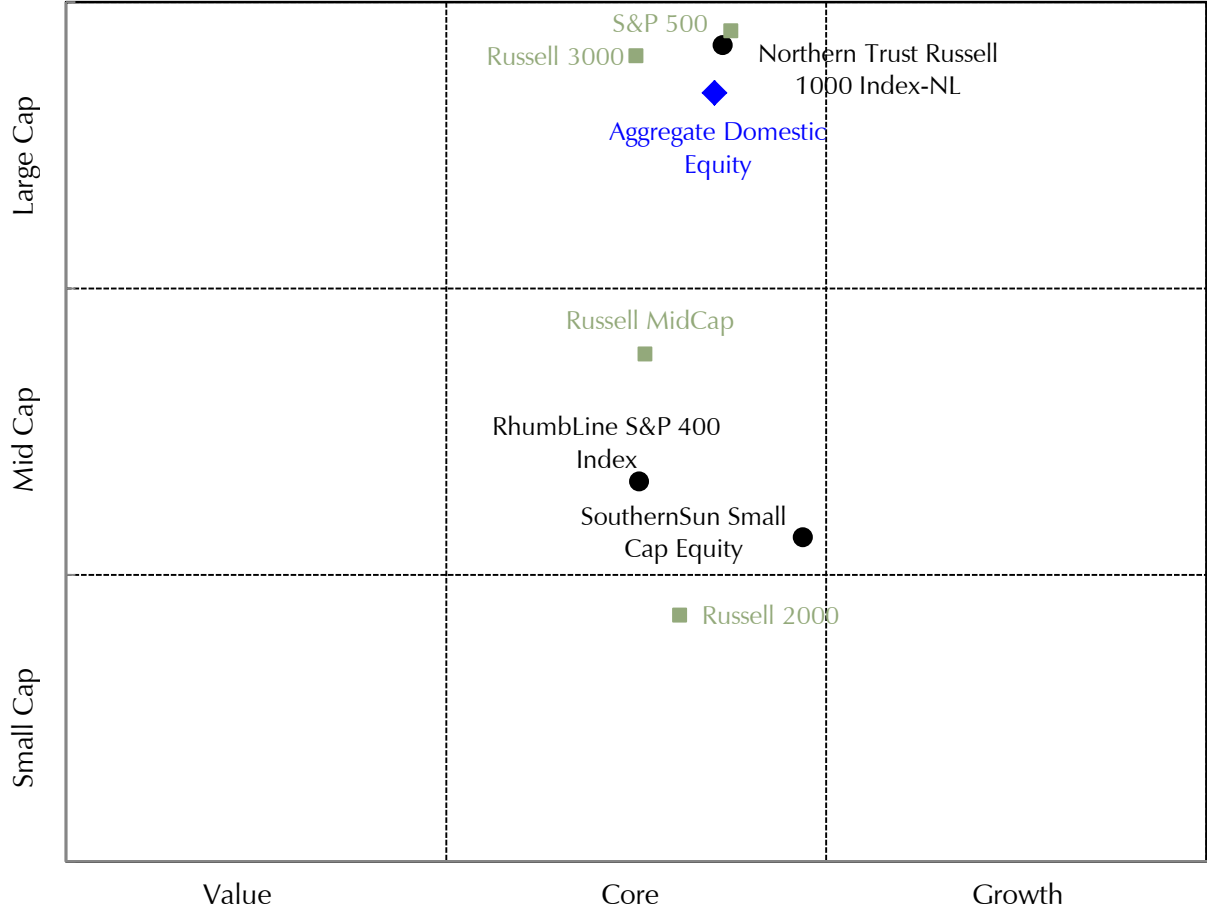 S&P 500
Russell 3000
Northern Trust Russell
1000 Index-NL
Aggregate Domestic
Equity
Large Cap
Russell MidCap
RhumbLine S&P 400
Index
SouthernSun Small
Cap Equity
Mid Cap
Russell 2000
Small Cap
Value
Core
Growth